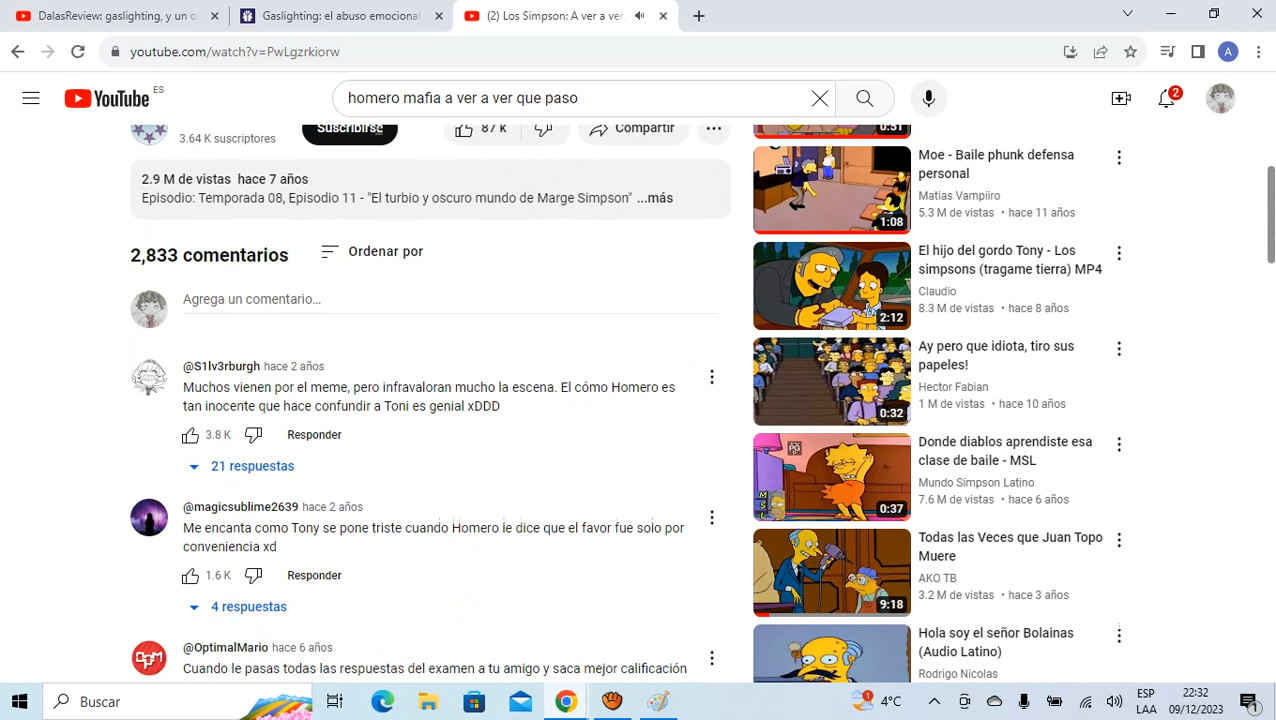 DalasReview: gaslighting, y un o
Gaslighting: el abuso emocional
(2) Los Simpson: A ver a ver,
youtube.com/watch?v=PwLgzrkiorw
A
YouTube ES
homero mafia a ver a ver que paso
2
3.64 K suscriptores
Suscribirse
87 K
Compartir
2.9 M de vistas hace 7 años
Episodio: Temporada 08, Episodio 11 - "El turbio y oscuro mundo de Marge Simpson" ...más
2,833 comentarios
Ordenar por
Agrega un comentario...
@S1lv3rburgh hace 2 años
Muchos vienen por el meme, pero infravaloran mucho la escena. El cómo Homero es
tan inocente que hace confundir a Toni es genial xDDD
3.8 K
Responder
21 respuestas
@magicsublime2639 hace 2 años
Meencanta como Tony se pone triste cuando Homero le dice que el favor fue solo por
conveniencia xd
1.6 K
Responder
4 respuestas
@OptimalMario hace 6 años
Cuando le pasas todas las respuestas del examen a tu amigo y saca mejor calificación
0:51
Moe - Baile phunk defensa
personal
Matias Vampiiro
5.3 M de vistas • hace 11 años
1:08
El hijo del gordo Tony - Los
simpsons (tragame tierra) MP4
Claudio
8.3 M de vistas • hace 8 años
2:12
Ay pero que idiota, tiro sus
papeles!
Hector Fabian
1 M de vistas • hace 10 años
0:32
Donde diablos aprendiste esa
clase de baile - MSL
Mundo Simpson Latino
7.6 M de vistas • hace 6 años
PG
MSL
0:37
Todas las Veces que Juan Topo
Muere
AKO TB
3.2 M de vistas • hace 3 años
9:18
Hola soy el señor Bolainas
(Audio Latino)
Rodrigo Nicolas
Buscar
1
4°C
ESP
LAA
22:32
09/12/2023
1